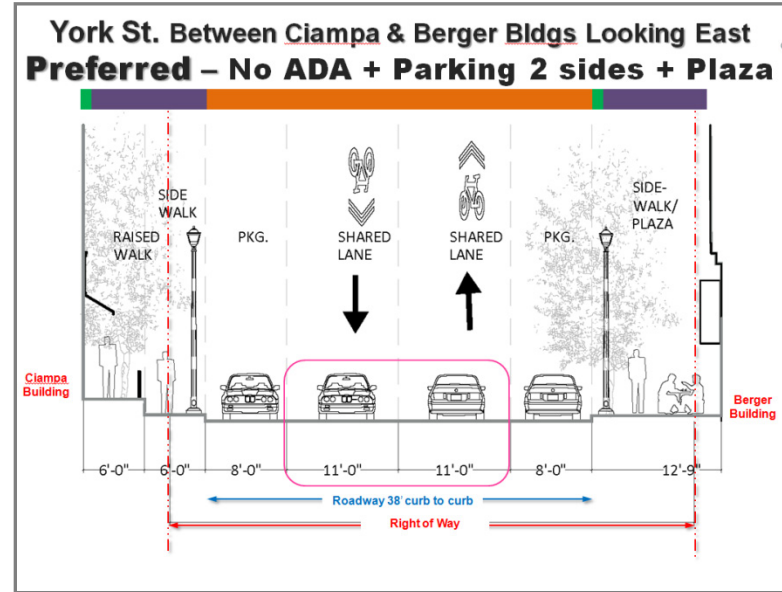 York St. Between Ciampa & Berger Bldgs Looking East
Preferred – No ADA + Parking 2 sides + Plaza
SIDE
WALK
RAISED
WALK
PKG.
SHARED
LANE
SHARED
LANE
PKG.
SIDE-
WALK/
PLAZA
Ciampa
Building
Berger
Building
6'-0"
6'-0"
8'-0"
11'-0"
11'-0"
8'-0"
12'-9"
Roadway 38' curb to curb
Right of Way